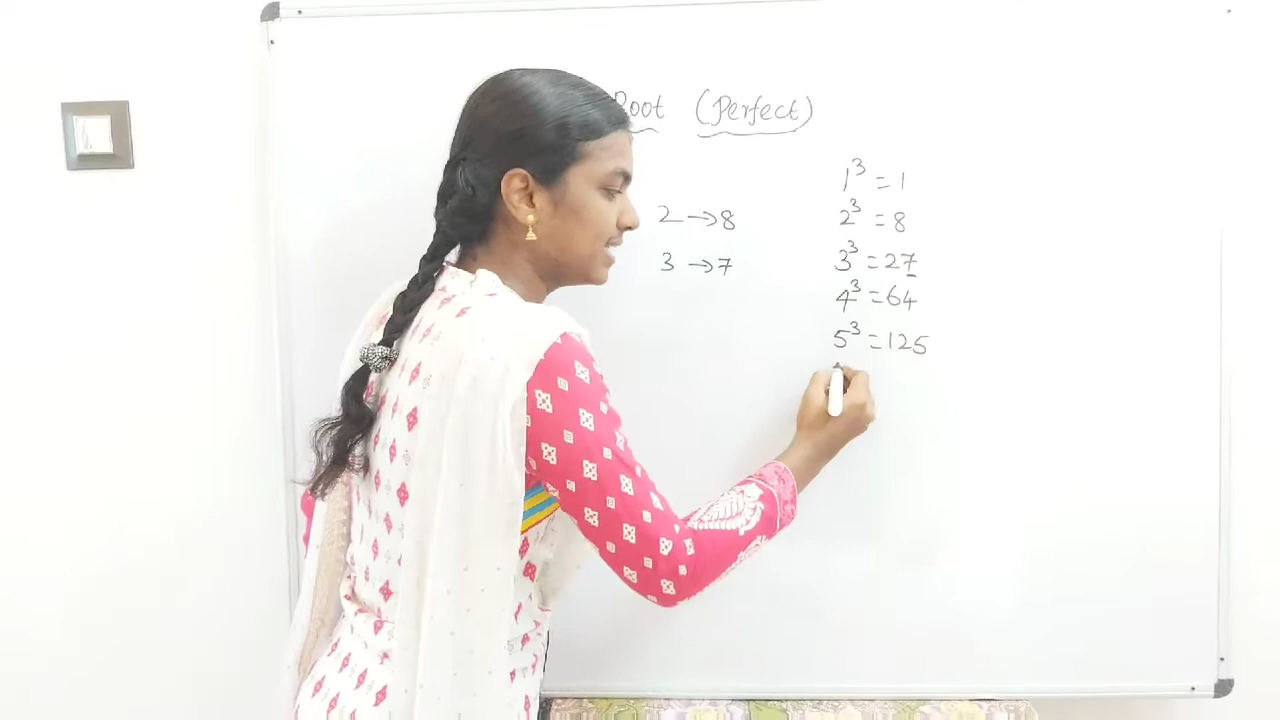 Root (Perfect)
2 → 8
3 → 7
1³ = 1
2³ = 8
3³ = 27
4³ = 64
5³ = 125